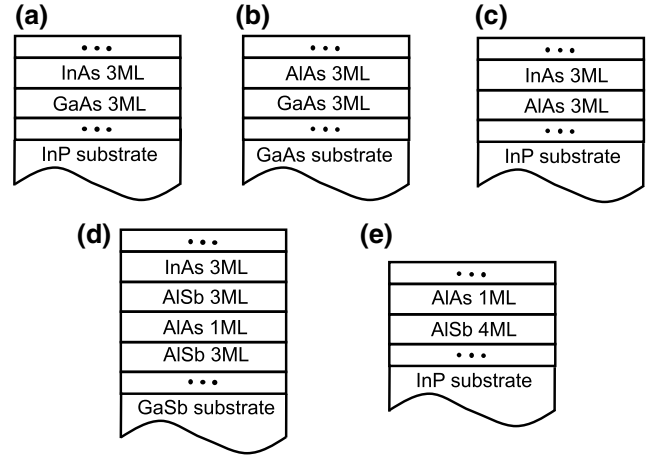 (a)
• • •
InAs 3ML
GaAs 3ML
• • •
InP substrate
(b)
• • •
AlAs 3ML
GaAs 3ML
• • •
GaAs substrate
(c)
• • •
InAs 3ML
AlAs 3ML
• • •
InP substrate
(d)
• • •
InAs 3ML
AlSb 3ML
AlAs 1ML
AlSb 3ML
• • •
GaSb substrate
(e)
• • •
AlAs 1ML
AlSb 4ML
• • •
InP substrate